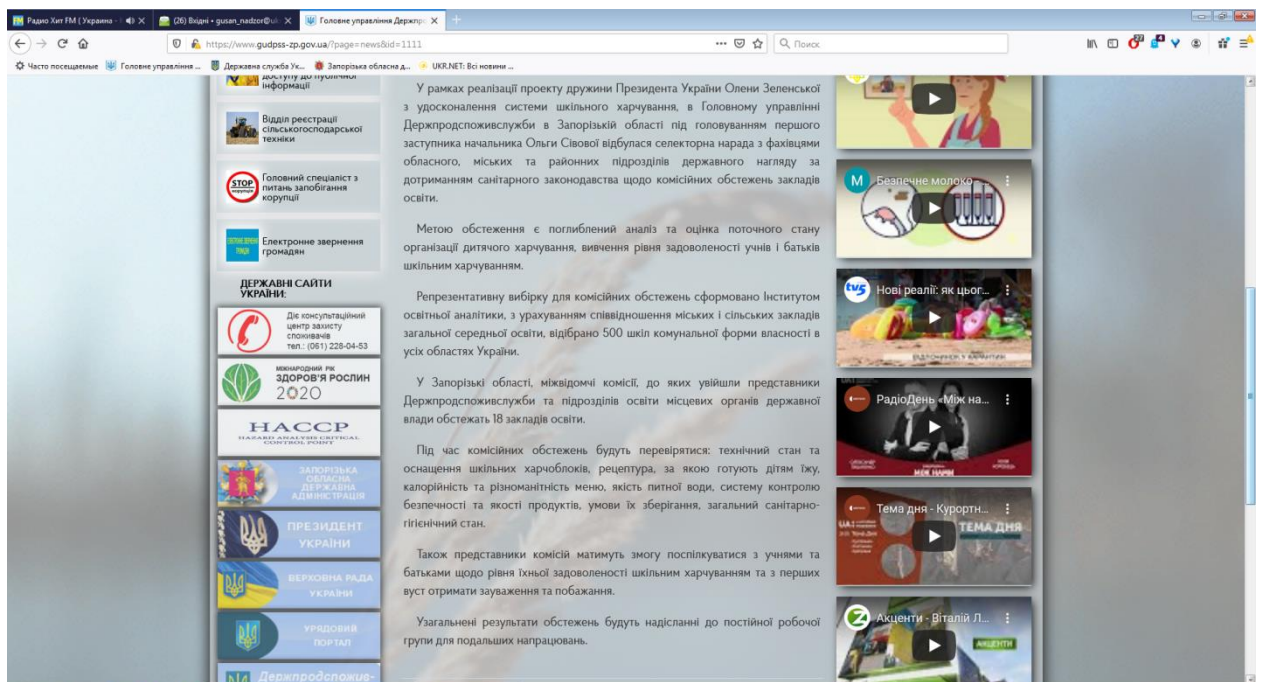 Радио Хит FM ( Украина -
(26) Вхідні • gusan_nadzor@uk
Головне управління Держпро
https://www.gudpss-zp.gov.ua/?page=news&id=1111
Поиск
Часто посещаемые
Головне управління ...
Державна служба Ук...
Запорізька обласна д...
UKR.NET: Всі новини ...
доступу до публічної
інформації
Відділ реєстрації
сільськогосподарської
техніки
STOP
корупція
Головний спеціаліст з
питань запобігання
корупції
Електронне звернення
громадян
ДЕРЖАВНІ САЙТИ
УКРАЇНИ:
Діє консультаційний
центр захисту
споживачів
тел.: (061) 228-04-53
МІЖНАРОДНИЙ РІК
ЗДОРОВ'Я РОСЛИН
2020
HACCP
HAZARD ANALYSIS CRITICAL
CONTROL POINT
ЗАПОРІЗЬКА
ОБЛАСНА
ДЕРЖАВНА
АДМІНІСТРАЦІЯ
ПРЕЗИДЕНТ
УКРАЇНИ
ВЕРХОВНА РАДА
УКРАЇНИ
УРЯДОВИЙ
ПОРТАЛ
Держпродспожив-
У рамках реалізації проекту дружини Президента України Олени Зеленської
з удосконалення системи шкільного харчування, в Головному управлінні
Держпродспоживслужби в Запорізькій області під головуванням першого
заступника начальника Ольги Сівової відбулася селекторна нарада з фахівцями
обласного, міських та районних підрозділів державного нагляду за
дотриманням санітарного законодавства щодо комісійних обстежень закладів
освіти.
Метою обстеження є поглиблений аналіз та оцінка поточного стану
організації дитячого харчування, вивчення рівня задоволеності учнів і батьків
шкільним харчуванням.
Репрезентативну вибірку для комісійних обстежень сформовано Інститутом
освітньої аналітики, з урахуванням співвідношення міських і сільських закладів
загальної середньої освіти, відібрано 500 шкіл комунальної форми власності в
усіх областях України.
У Запорізькі області, міжвідомчі комісії, до яких увійшли представники
Держпродспоживслужби та підрозділів освіти місцевих органів державної
влади обстежать 18 закладів освіти.
Під час комісійних обстежень будуть перевірятися: технічний стан та
оснащення шкільних харчоблоків, рецептура, за якою готують дітям їжу,
калорійність та різноманітність меню, якість питної води, систему контролю
безпечності та якості продуктів, умови їх зберігання, загальний санітарно-
гігієнічний стан.
Також представники комісій матимуть змогу поспілкуватися з учнями та
батьками щодо рівня їхньої задоволеності шкільним харчуванням та з перших
вуст отримати зауваження та побажання.
Узагальнені результати обстежень будуть надісланні до постійної робочої
групи для подальших напрацювань.
М Безпечне молоко
tv5 Нові реалії: як цьог...
ВІДПОЧИНОК У КАРАНТИН
РадіоДень «Між на...
МІЖ НАМИ
Тема дня - Курортн...
ТЕМА ДНЯ
Акценти - Віталій Л...
АКЦЕНТИ